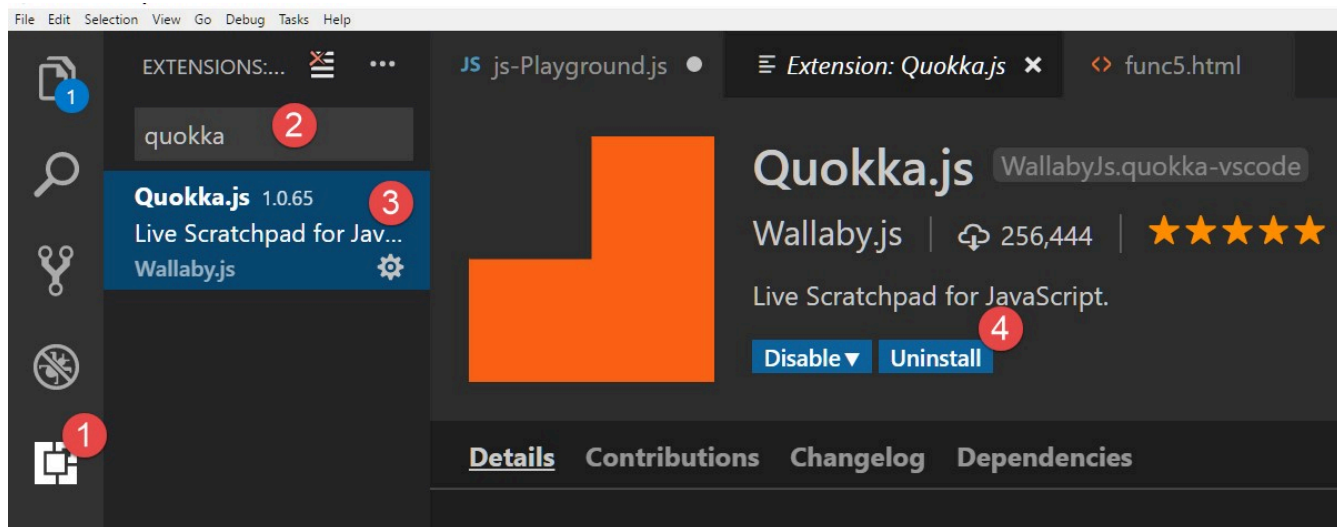 File Edit Selection View Go Debug Tasks Help
EXTENSIONS:... ...
JS js-Playground.js ● Extension: Quokka.js × <> func5.html
1
quokka 2
Quokka.js 1.0.65 3
Live Scratchpad for Jav...
Wallaby.js
Quokka.js WallabyJs.quokka-vscode
Wallaby.js | 256,444 | ★★★★★
Live Scratchpad for JavaScript.
4
Disable▼ Uninstall
1
Details Contributions Changelog Dependencies